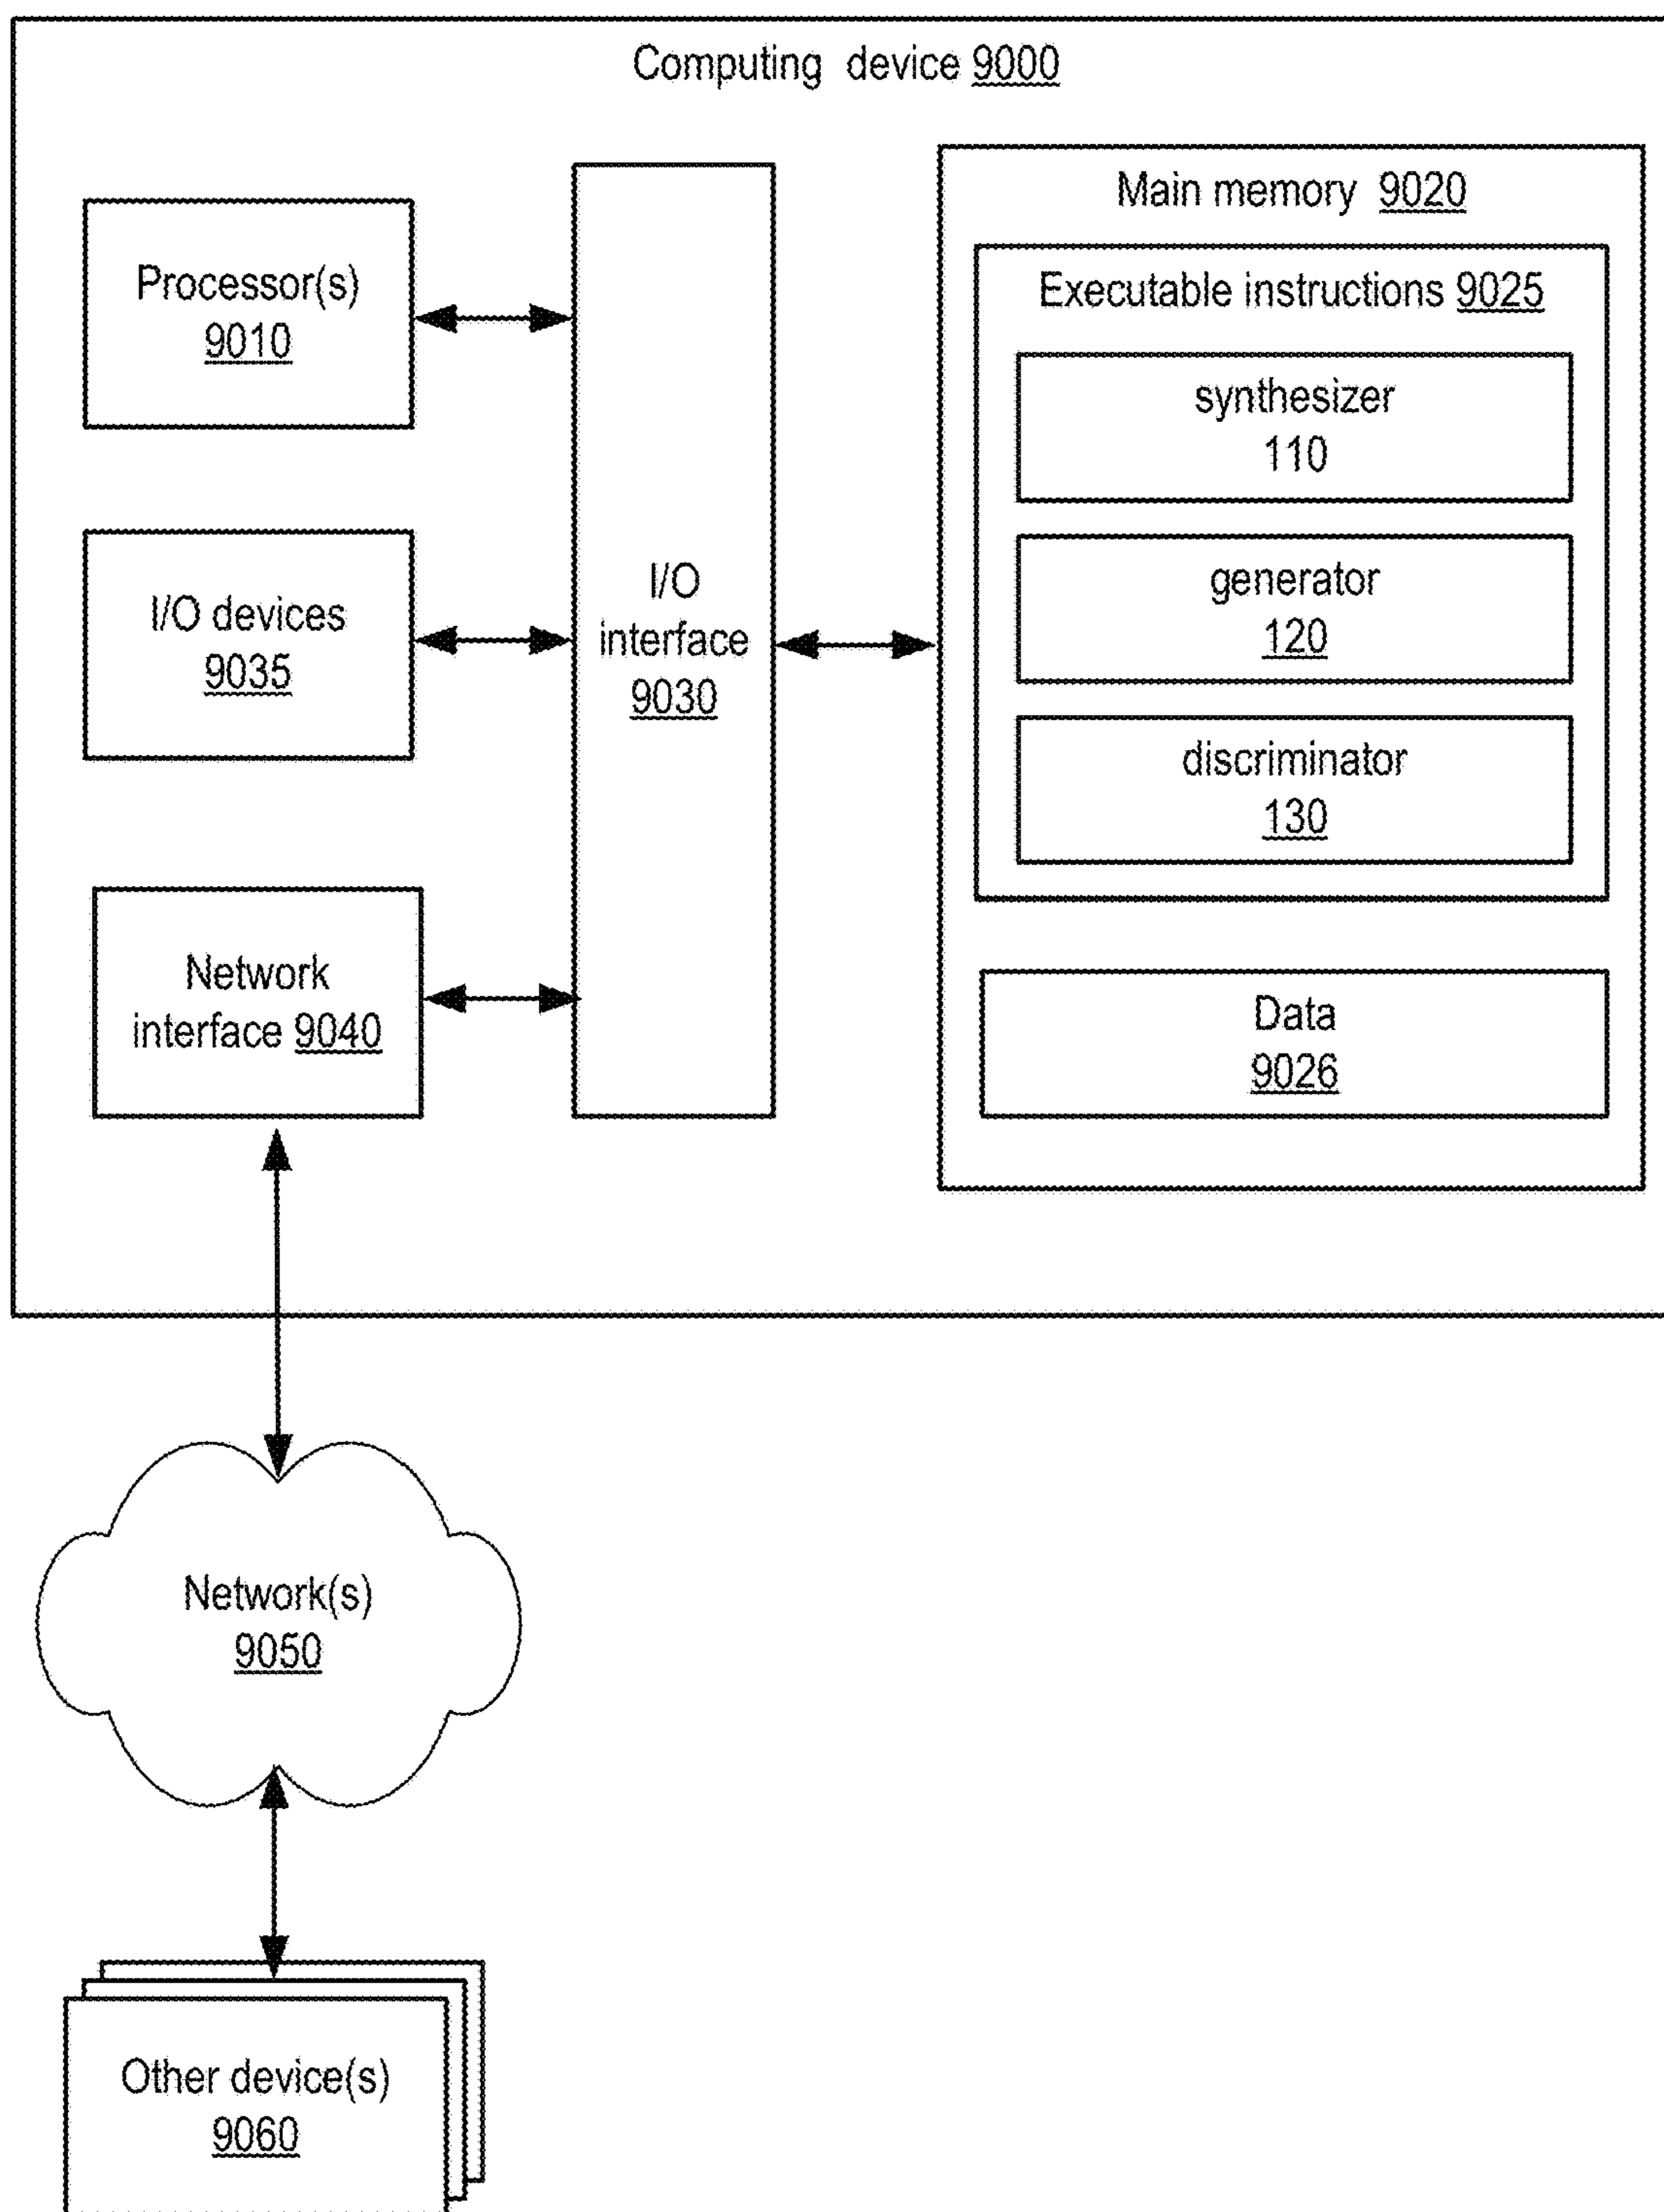 Computing device 9000
Processor(s)
9010
I/O devices
9035
Network
interface 9040
I/O
interface
9030
Main memory 9020
Executable instructions 9025
synthesizer
110
generator
120
discriminator
130
Data
9026
Network(s)
9050
Other device(s)
9060